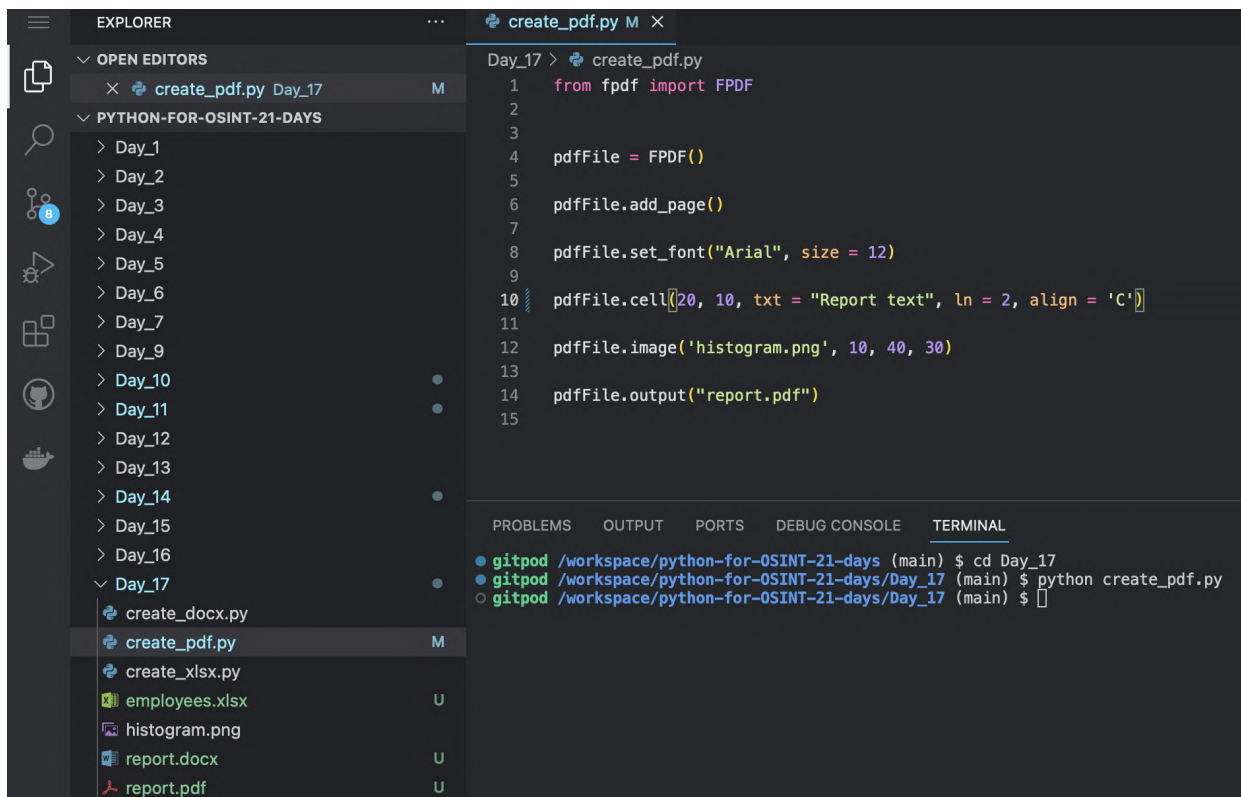 EXPLORER
···
OPEN EDITORS
create_pdf.py Day_17 M
PYTHON-FOR-OSINT-21-DAYS
Day_1
Day_2
Day_3
Day_4
Day_5
Day_6
Day_7
Day_9
Day_10
Day_11
Day_12
Day_13
Day_14
Day_15
Day_16
Day_17
create_docx.py
create_pdf.py M
create_xlsx.py
employees.xlsx U
histogram.png
report.docx U
report.pdf U
8
create_pdf.py M
Day_17 > create_pdf.py
1 from fpdf import FPDF
2
3
4 pdfFile = FPDF()
5
6 pdfFile.add_page()
7
8 pdfFile.set_font("Arial", size = 12)
9
10 pdfFile.cell(20, 10, txt = "Report text", ln = 2, align = 'C')
11
12 pdfFile.image('histogram.png', 10, 40, 30)
13
14 pdfFile.output("report.pdf")
15
PROBLEMS OUTPUT PORTS DEBUG CONSOLE TERMINAL
gitpod /workspace/python-for-OSINT-21-days (main) $ cd Day_17
gitpod /workspace/python-for-OSINT-21-days/Day_17 (main) $ python create_pdf.py
gitpod /workspace/python-for-OSINT-21-days/Day_17 (main) $